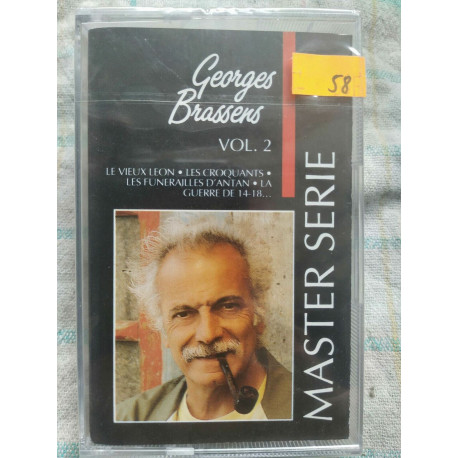 Georges
Brassens
58
VOL. 2
LE VIEUX LEON • LES CROQUANTS •
LES FUNERAILLES D'ANTAN • LA
GUERRE DE 14-18...
MASTER SERIE